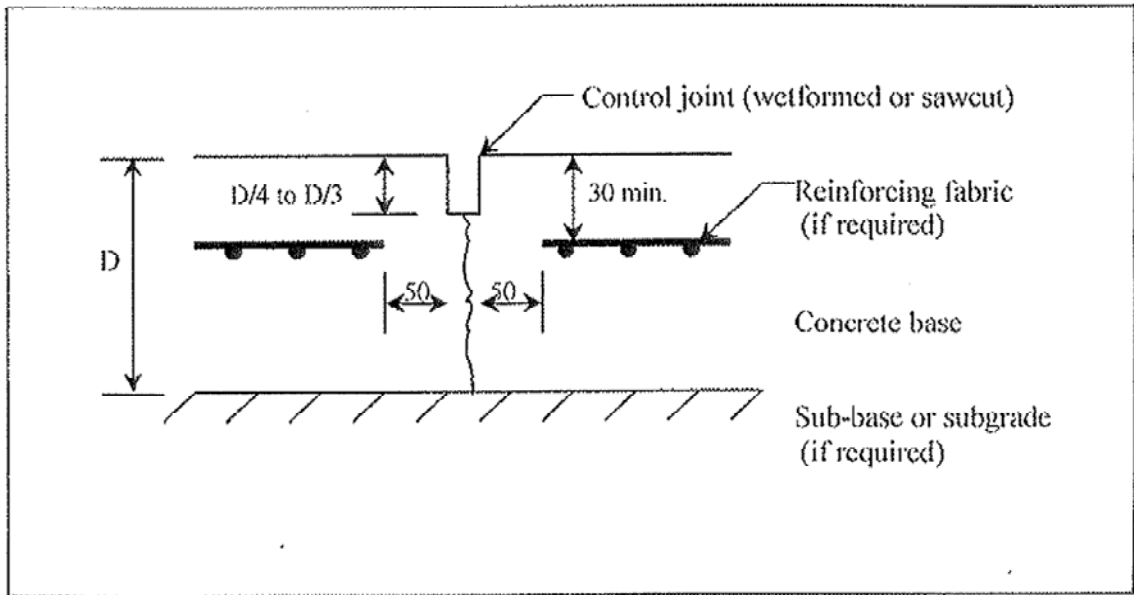 Control joint (wetformed or sawcut)
D/4 to D/3
30 min.
Reinforcing fabric
(if required)
D
50
50
Concrete base
Sub-base or subgrade
(if required)